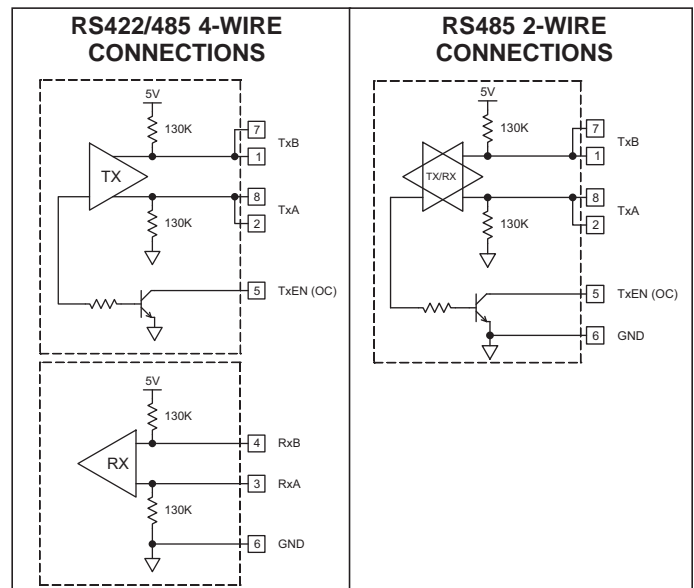 RS422/485 4-WIRE
CONNECTIONS
5V
130K
7
TxB
1
TX
8
TxA
130K
2
5
TxEN (OC)
5V
130K
4
RxB
RX
3
RxA
130K
6
GND
RS485 2-WIRE
CONNECTIONS
5V
130K
7
TxB
1
TX/RX
8
TxA
130K
2
5
TxEN (OC)
6
GND